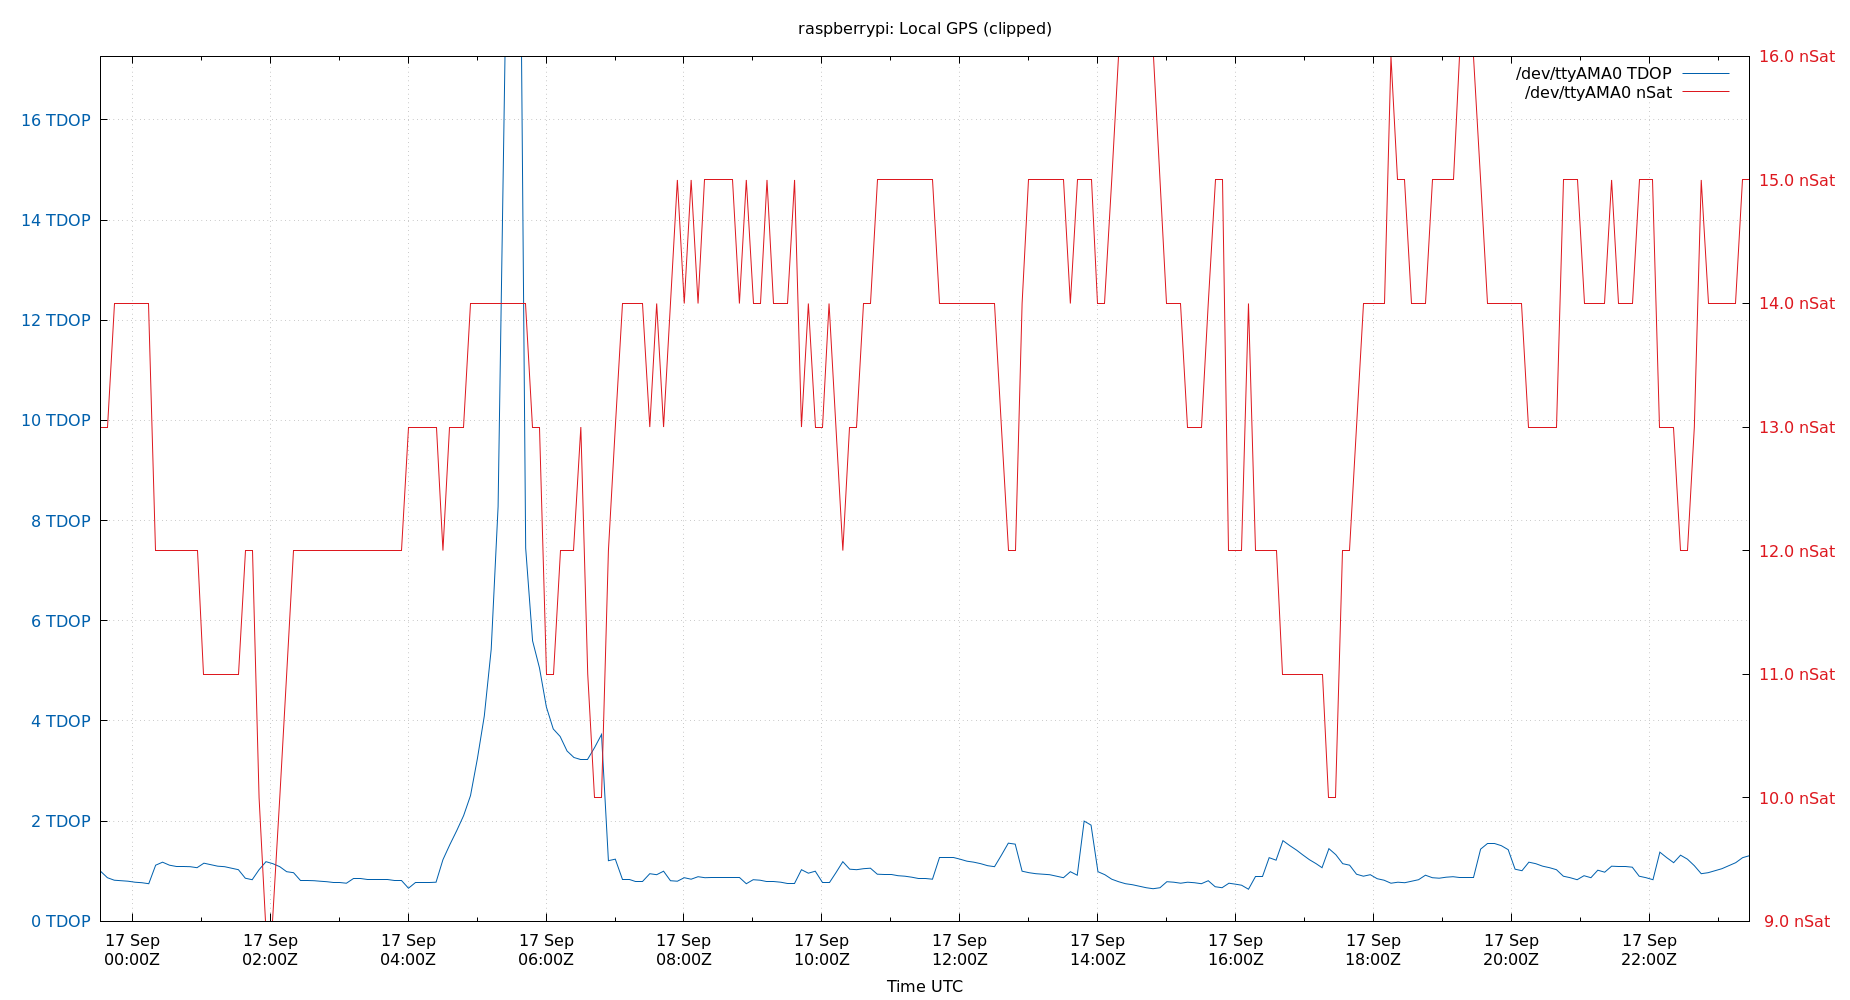 raspberrypi: Local GPS (clipped)
/dev/ttyAMA0 TDOP
/dev/ttyAMA0 nSat
16 TDOP
14 TDOP
12 TDOP
10 TDOP
8 TDOP
6 TDOP
4 TDOP
2 TDOP
0 TDOP
16.0 nSat
15.0 nSat
14.0 nSat
13.0 nSat
12.0 nSat
11.0 nSat
10.0 nSat
9.0 nSat
17 Sep
00:00Z
17 Sep
02:00Z
17 Sep
04:00Z
17 Sep
06:00Z
17 Sep
08:00Z
17 Sep
10:00Z
17 Sep
12:00Z
17 Sep
14:00Z
17 Sep
16:00Z
17 Sep
18:00Z
17 Sep
20:00Z
17 Sep
22:00Z
Time UTC